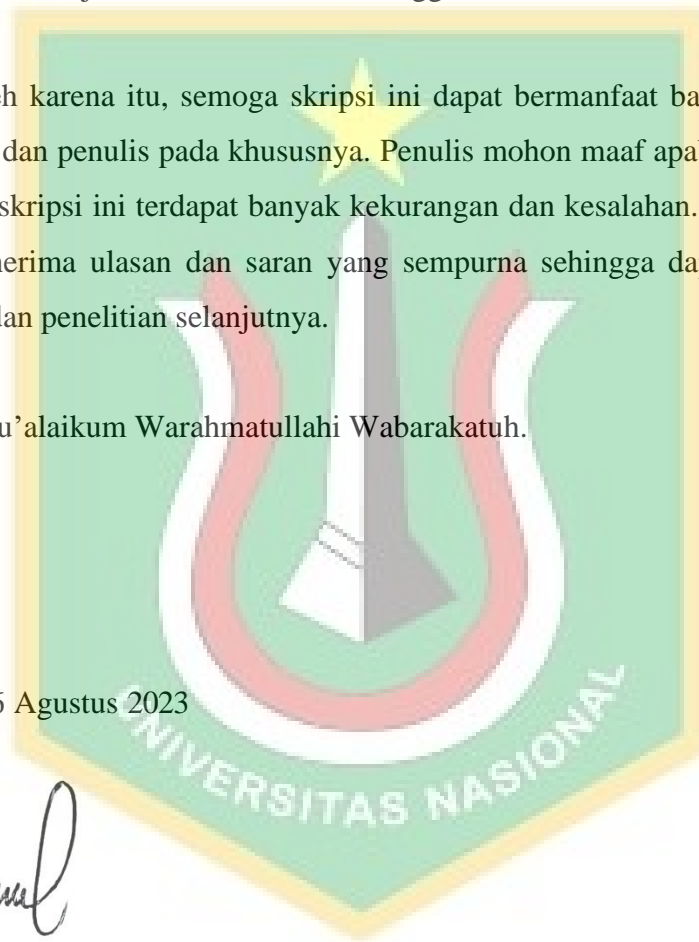 h karena itu, semoga skripsi ini dapat bermanfaat ba
dan penulis pada khususnya. Penulis mohon maaf apal
skripsi ini terdapat banyak kekurangan dan kesalahan.
nerima ulasan dan saran yang sempurna sehingga da
dan penelitian selanjutnya.
u’alaikum Warahmatullahi Wabarakatuh.
Agustus 2023
UNIVERSITAS NASIONAL